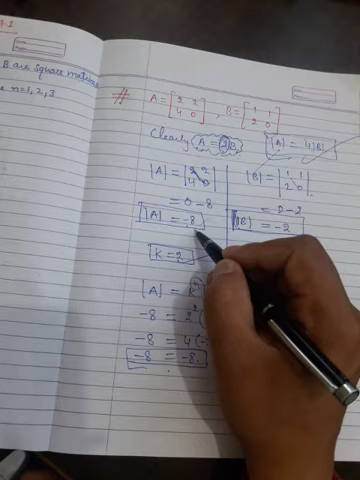 B are square matrices
n=1,2,3
# A = [2 2
4 0], B = [1 1
2 0]
Clearly A = 2B |A| = 4|B|
|A| = |2 2
4 0|
= 0-8
|A| = -8
|B| = |1 1
2 0|
= 0-2
|B| = -2
K=2
|A| = K
-8 = 2²(
-8 = 4(-
-8 = -8.